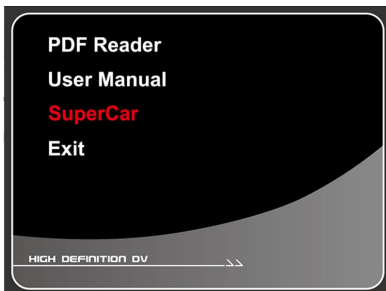 PDF Reader
User Manual
SuperCar
Exit
HIGH DEFINITION DV